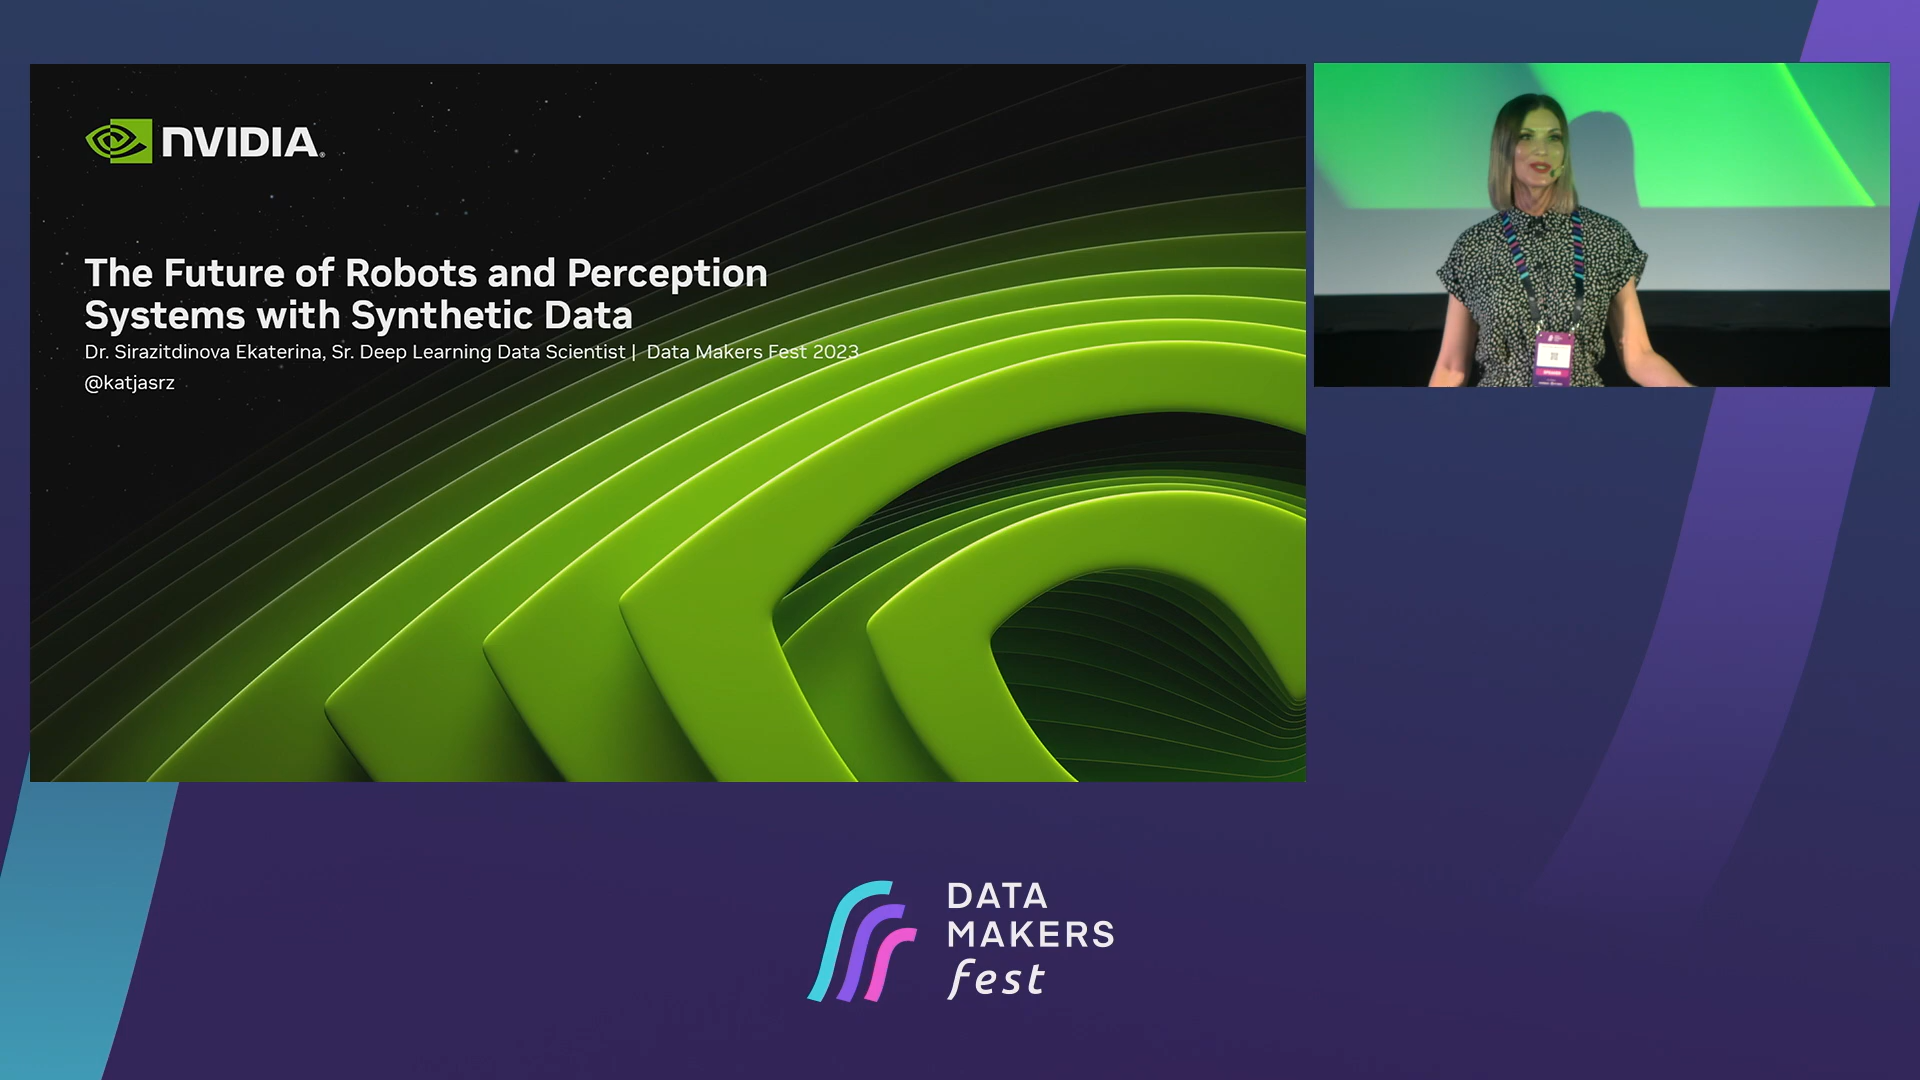 NVIDIA
The Future of Robots and Perception
Systems with Synthetic Data
Dr. Sirazitdinova Ekaterina, Sr. Deep Learning Data Scientist | Data Makers Fest 2023
@katjasrz
DATA
MAKERS
fest